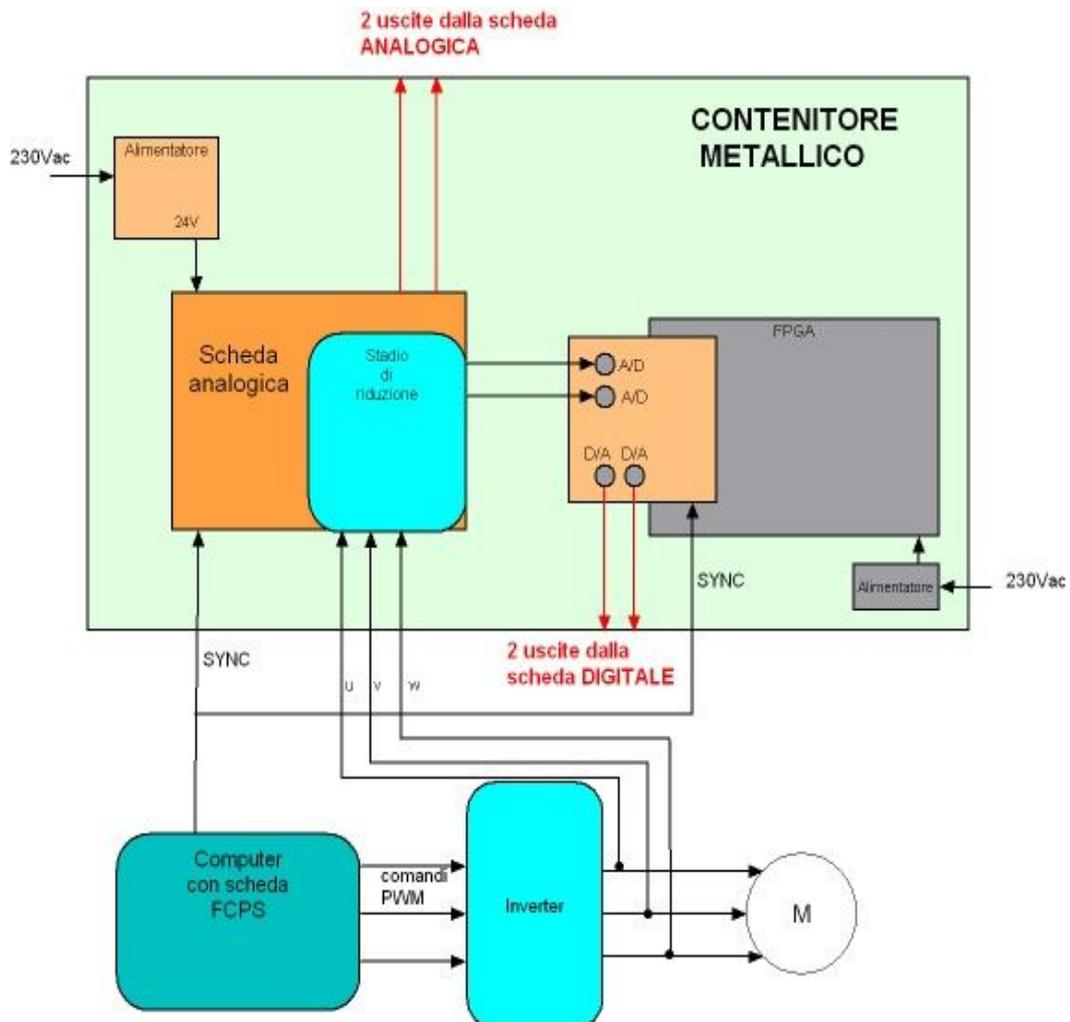 2 uscite dalla scheda
ANALOGICA
CONTENITORE
METALLICO
230Vac
Alimentatore
24V
Scheda
analogica
Stadio
di
riduzione
FPGA
A/D
A/D
D/A D/A
SYNC
Alimentatore
230Vac
2 uscite dalla
scheda DIGITALE
SYNC
u v w
Computer
con scheda
FCPS
comandi
PWM
Inverter
M